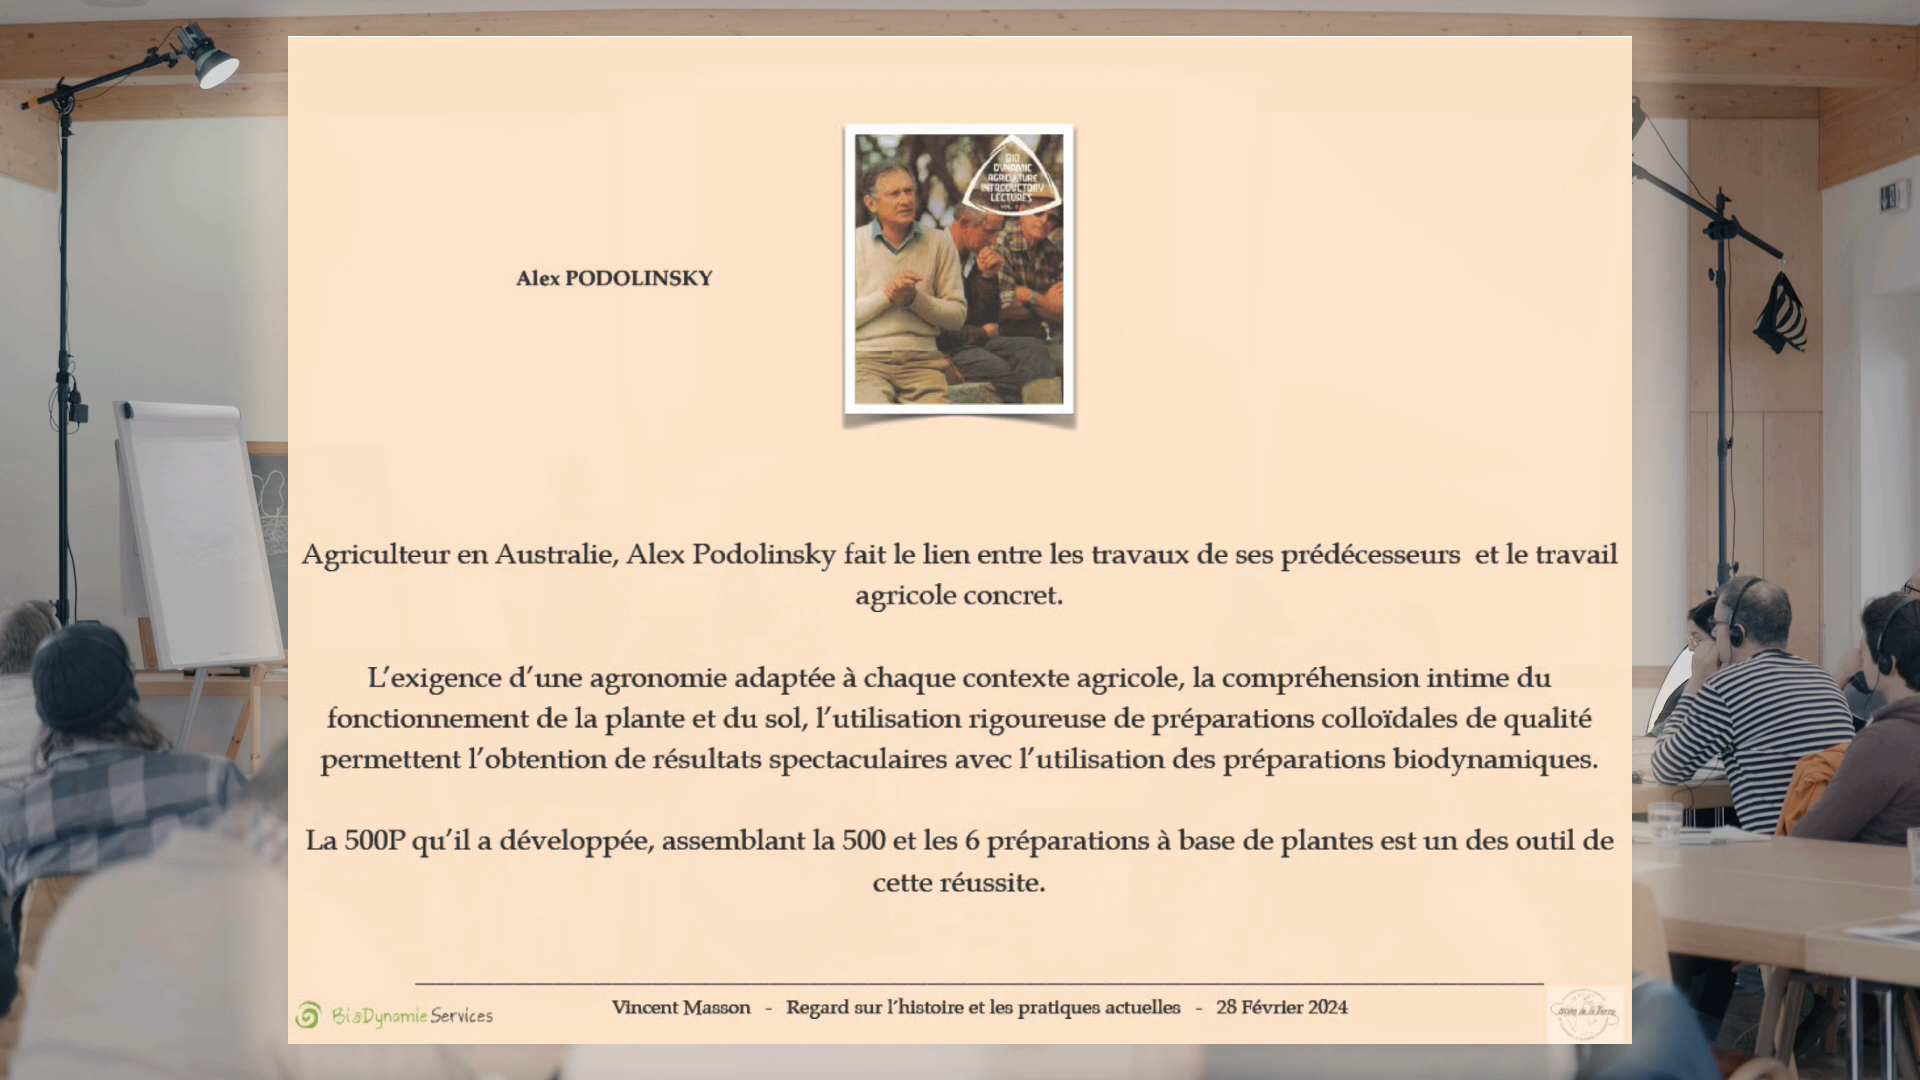 BIO
DYNAMIC
AGRICULTURE
INTRODUCTORY
LECTURES
Alex PODOLINSKY
Agriculteur en Australie, Alex Podolinsky fait le lien entre les travaux de ses prédécesseurs et le travail
agricole concret.
L’exigence d’une agronomie adaptée à chaque contexte agricole, la compréhension intime du
fonctionnement de la plante et du sol, l’utilisation rigoureuse de préparations colloïdales de qualité
permettent l’obtention de résultats spectaculaires avec l’utilisation des préparations biodynamiques.
La 500P qu’il a développée, assemblant la 500 et les 6 préparations à base de plantes est un des outil de
cette réussite.
BioDynamie Services
Vincent Masson - Regard sur l’histoire et les pratiques actuelles - 28 Février 2024